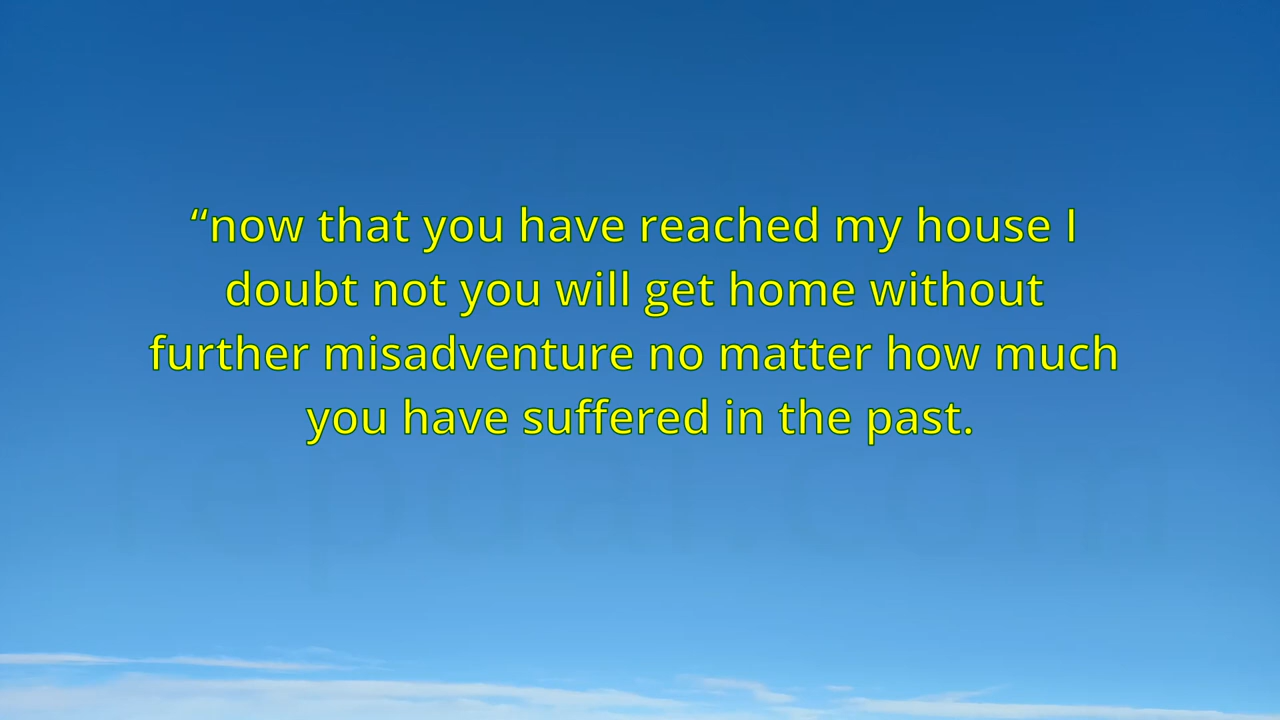 “now that you have reached my house I
doubt not you will get home without
further misadventure no matter how much
you have suffered in the past.